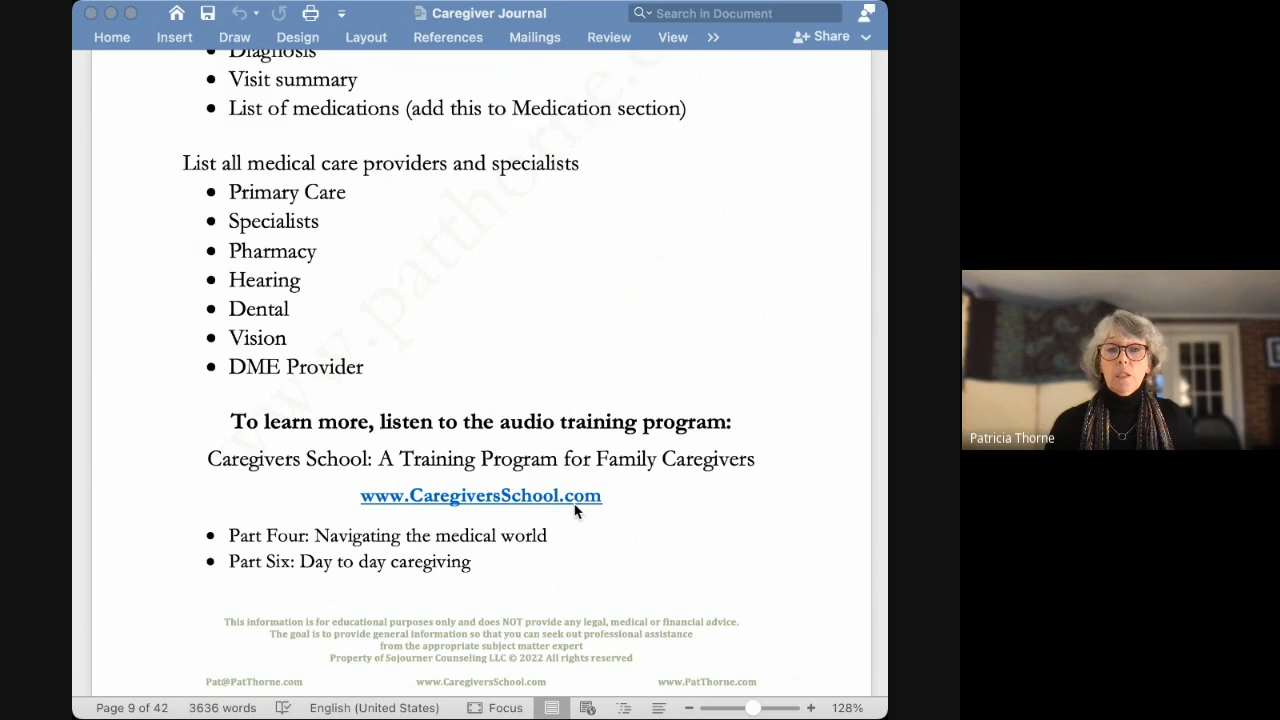 Caregiver Journal
Search in Document
Home Insert Draw Design Layout References Mailings Review View >> Share
• Diagnosis
• Visit summary
• List of medications (add this to Medication section)
List all medical care providers and specialists
• Primary Care
• Specialists
• Pharmacy
• Hearing
• Dental
• Vision
• DME Provider
To learn more, listen to the audio training program:
Caregivers School: A Training Program for Family Caregivers
www.CaregiversSchool.com
• Part Four: Navigating the medical world
• Part Six: Day to day caregiving
This information is for educational purposes only and does NOT provide any legal, medical or financial advice.
The goal is to provide general information so that you can seek out professional assistance
from the appropriate subject matter expert
Property of Sojourner Counseling LLC © 2022 All rights reserved
Pat@PatThorne.com www.CaregiversSchool.com www.PatThorne.com
Page 9 of 42 3636 words English (United States) Focus 128%
www.patthorne.c
Patricia Thorne